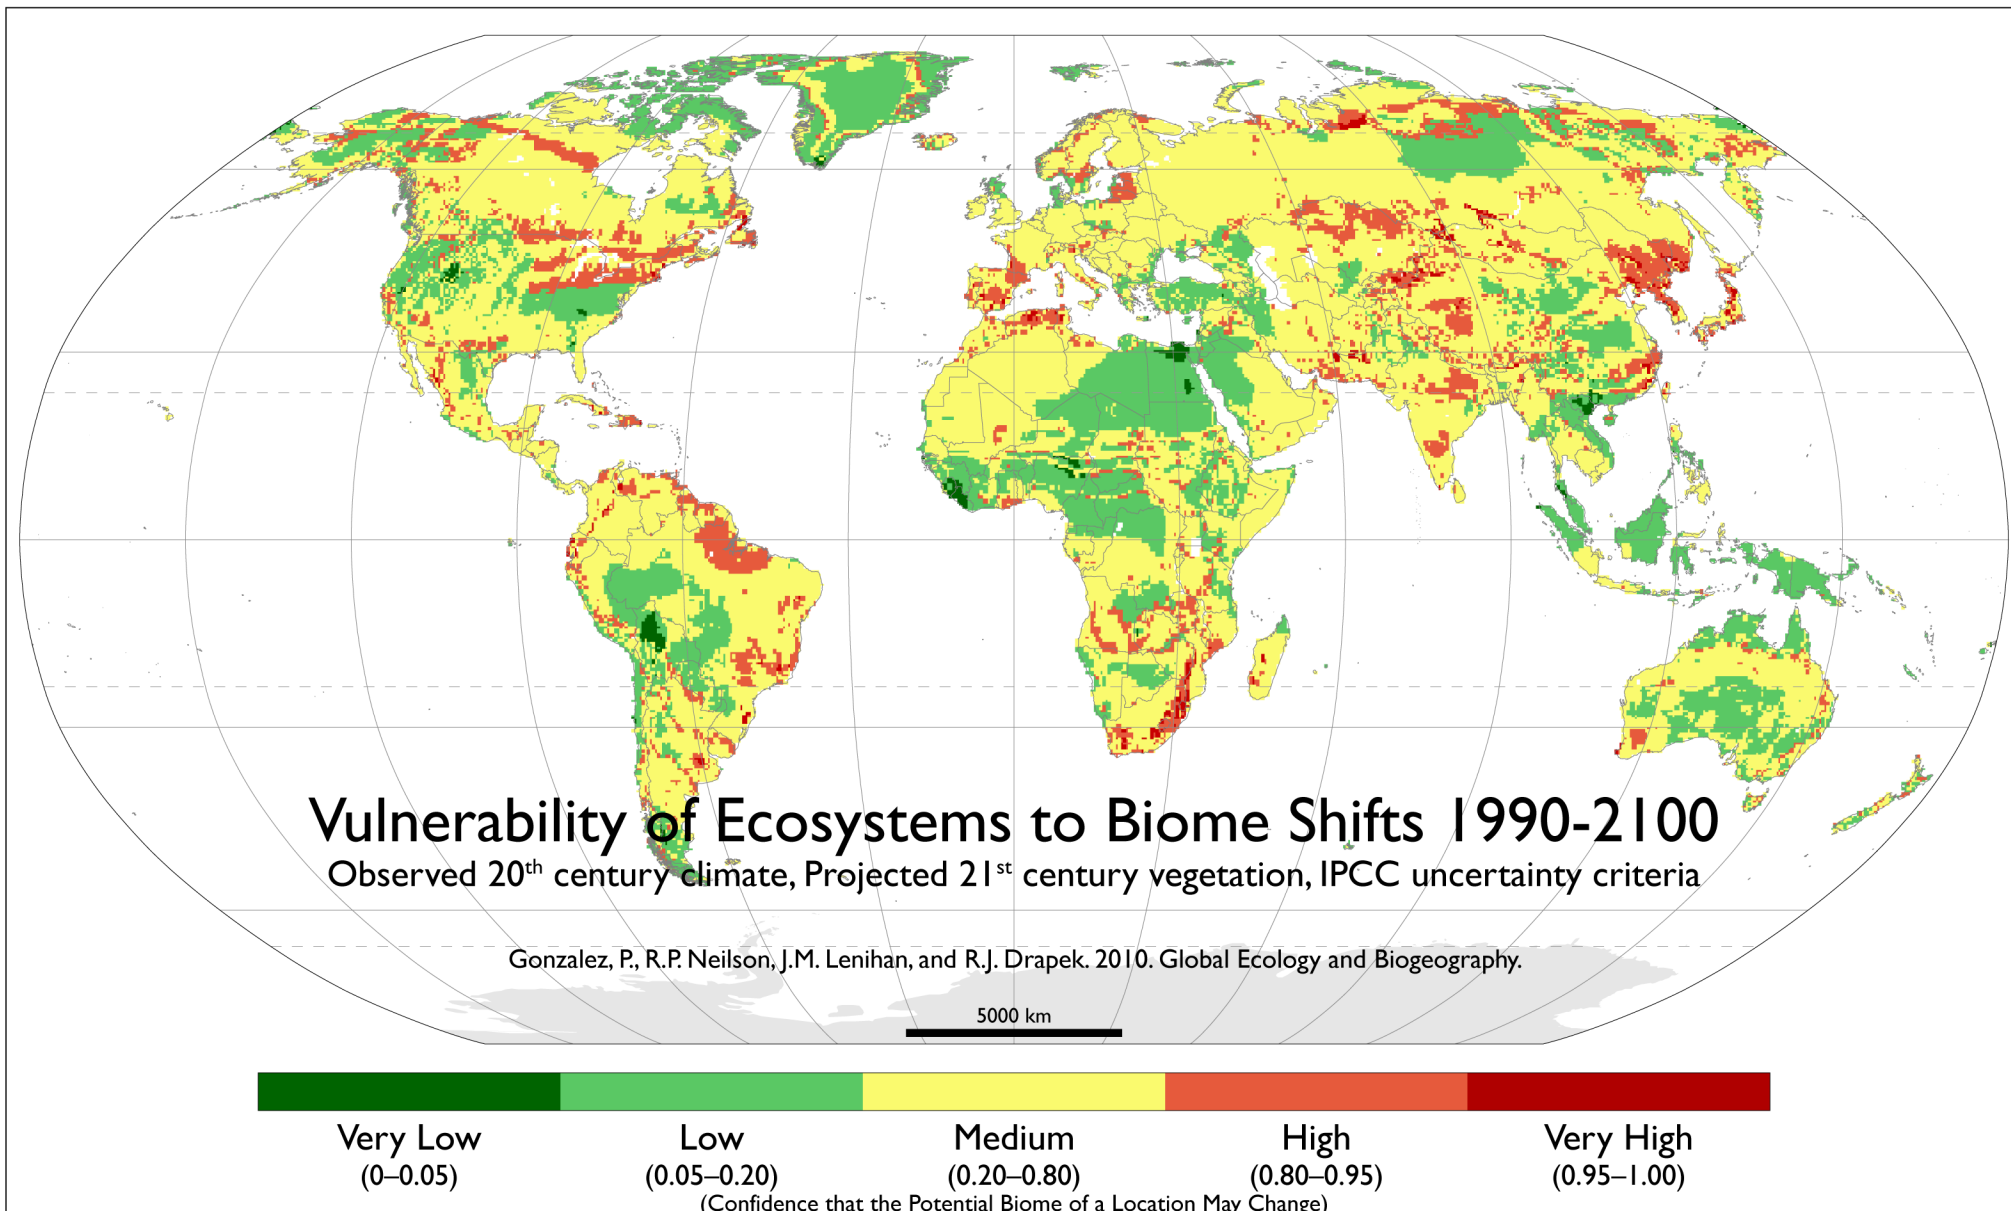 Vulnerability of Ecosystems to Biome Shifts 1990-2100
Observed 20th century climate, Projected 21st century vegetation, IPCC uncertainty criteria
Gonzalez, P., R.P. Neilson, J.M. Lenihan, and R.J. Drapek. 2010. Global Ecology and Biogeography.
5000 km
Very Low Low Medium High Very High
(0–0.05) (0.05–0.20) (0.20–0.80) (0.80–0.95) (0.95–1.00)
(Confidence that the Potential Biome of a Location May Change)